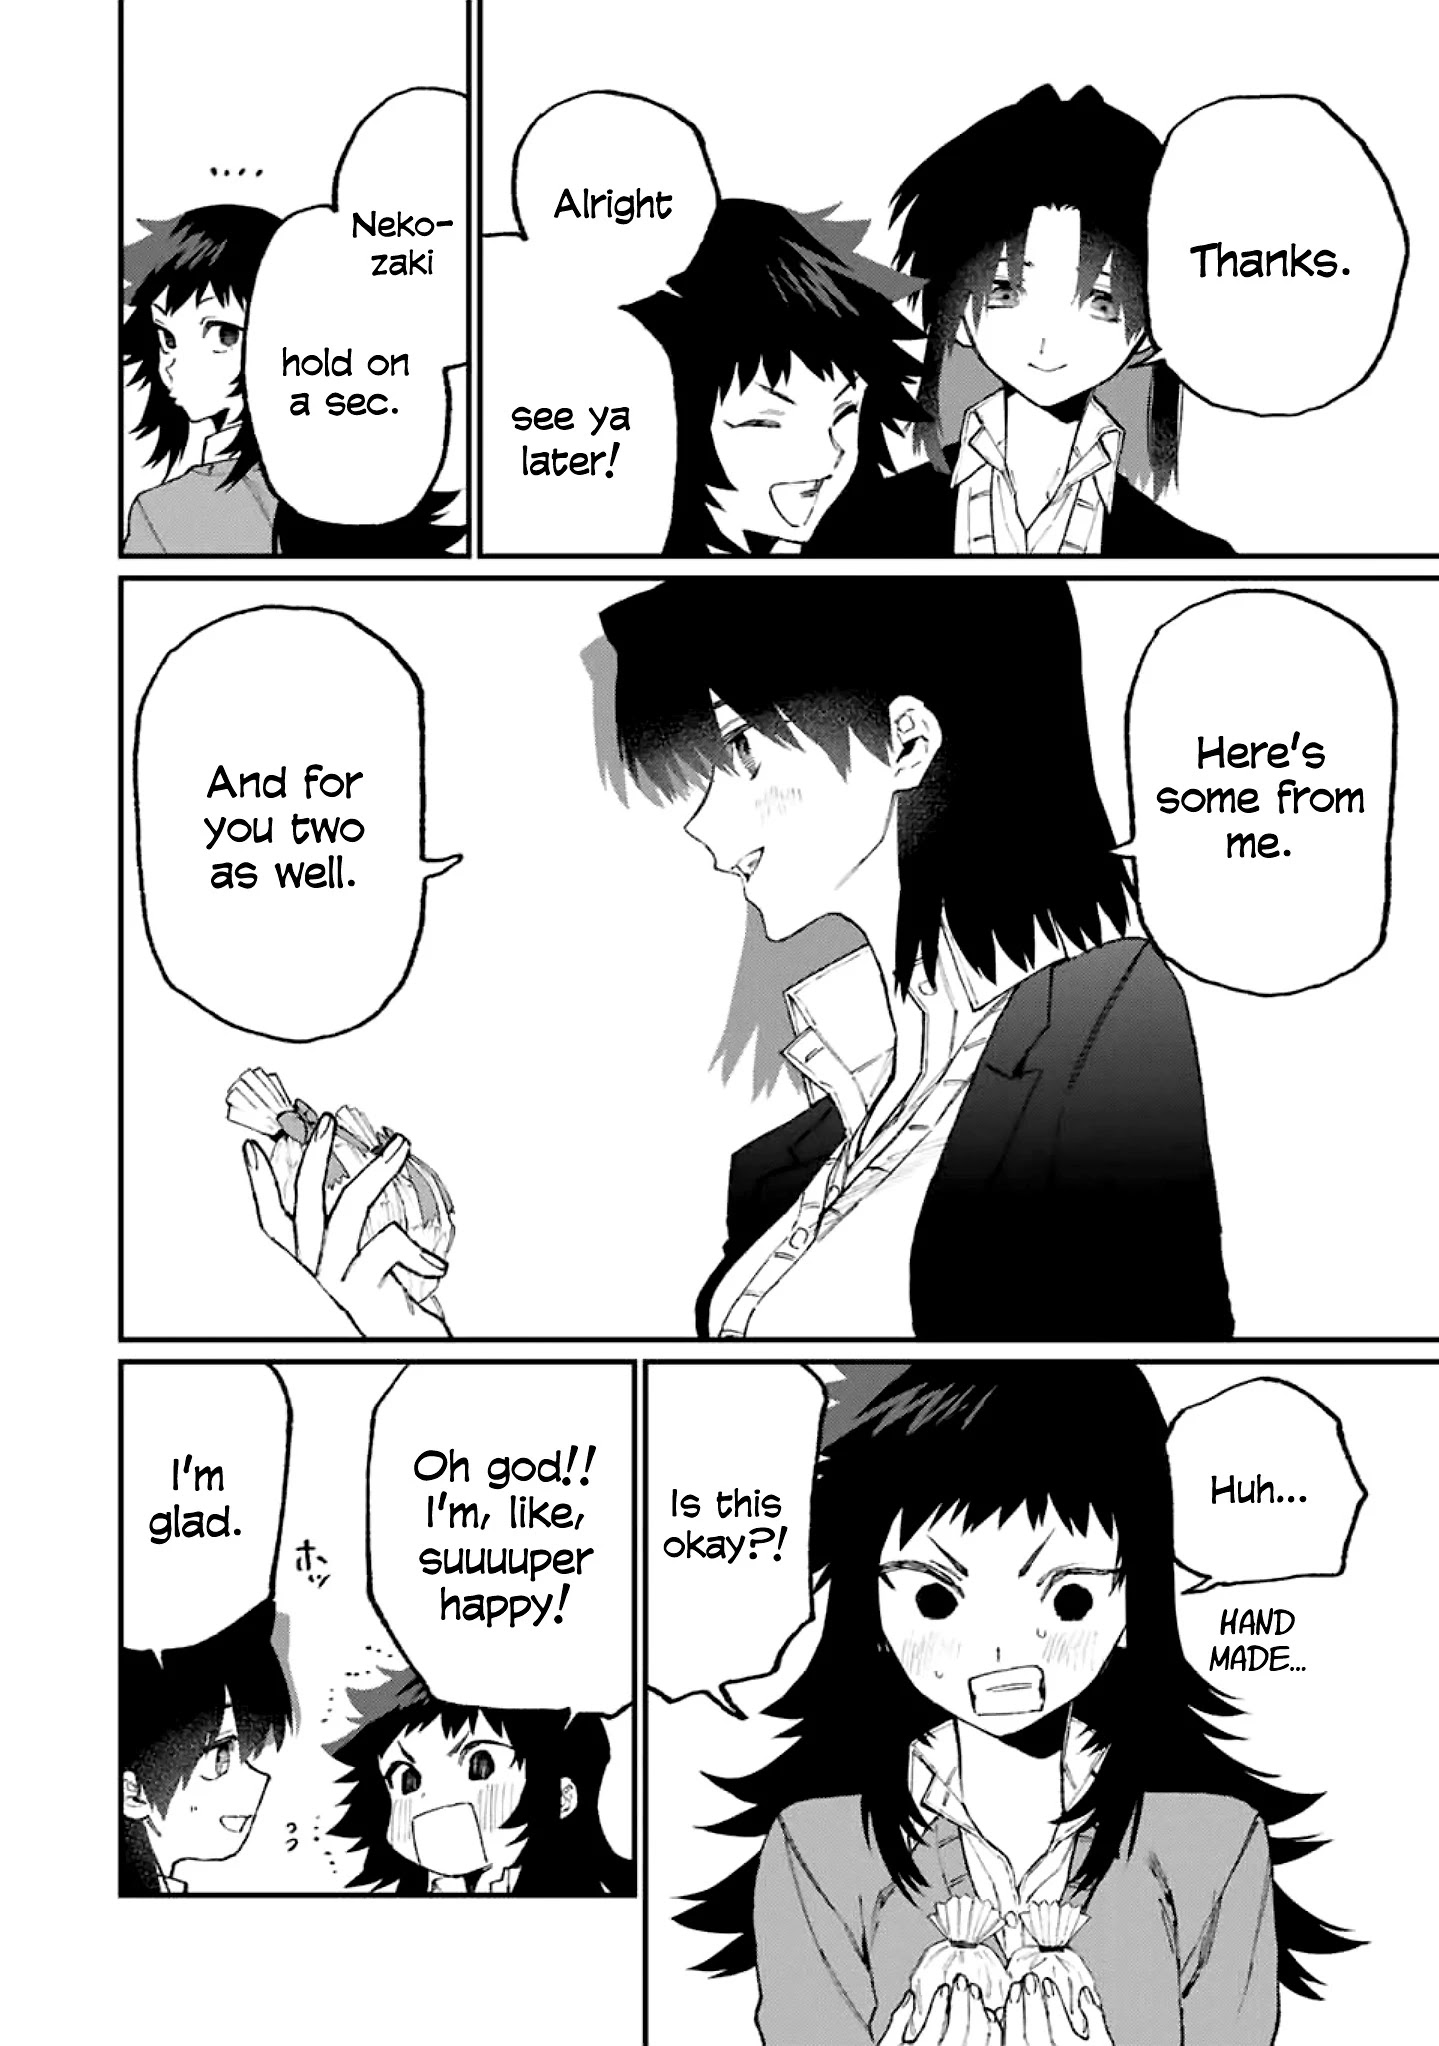 Thanks.
Alright
see ya
later!
Neko-
zaki
hold on
a sec.
Here's
some from
me.
And for
you two
as well.
Huh...
HAND
MADE...
Is this
okay?!
Oh god!!
I'm, like,
suuuuper
happy!
ホッ
I'm
glad.